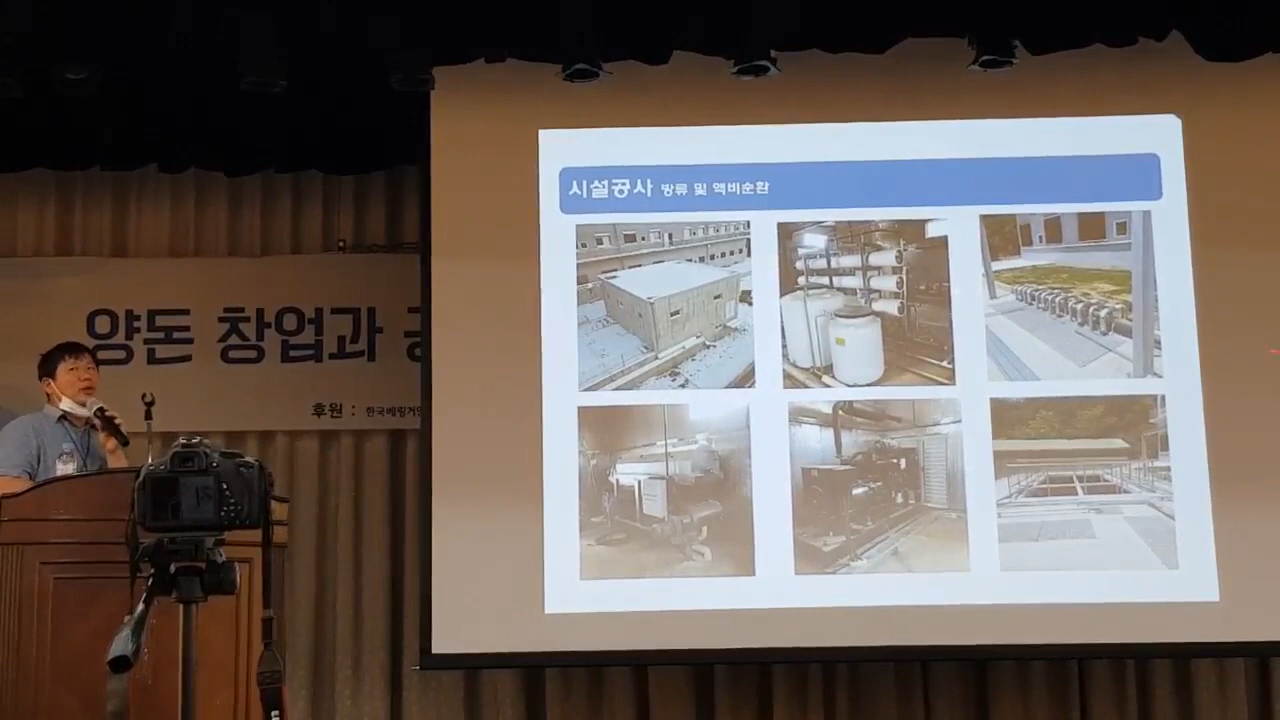 시설공사 방류 및 액비순환
양돈 창업과
후원 : 한국베링거인